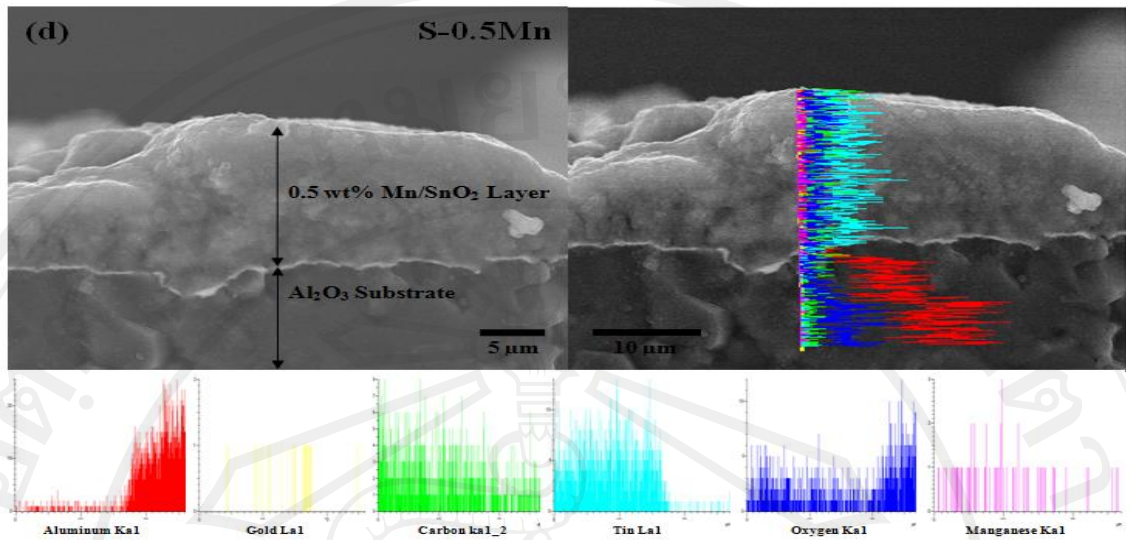 (d)
S-0.5Mn
0.5 wt% Mn/SnO₂ Layer
Al₂O₃ Substrate
5 µm
10 µm
Aluminum Ka1
Gold La1
Carbon ka1_2
Tin La1
Oxygen Ka1
Manganese Ka1